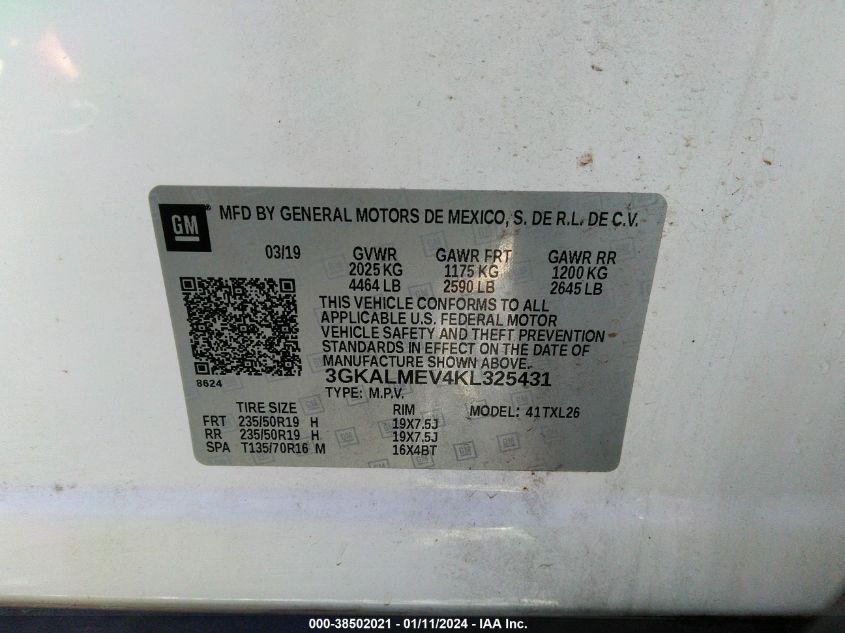 GM ® MFD BY GENERAL MOTORS DE MEXICO, S. DE R.L. DE C.V.
03/19 GVWR GAWR FRT GAWR RR
2025 KG 1175 KG 1200 KG
4464 LB 2590 LB 2645 LB
THIS VEHICLE CONFORMS TO ALL
APPLICABLE U.S. FEDERAL MOTOR
VEHICLE SAFETY AND THEFT PREVENTION
STANDARDS IN EFFECT ON THE DATE OF
MANUFACTURE SHOWN ABOVE.
8624 3GKALMEV4KL325431
TYPE: M.P.V.
TIRE SIZE RIM MODEL: 41TXL26
FRT 235/50R19 H 19X7.5J
RR 235/50R19 H 19X7.5J
SPA T135/70R16 M 16X4BT
000-38502021 - 01/11/2024 - IAA Inc.